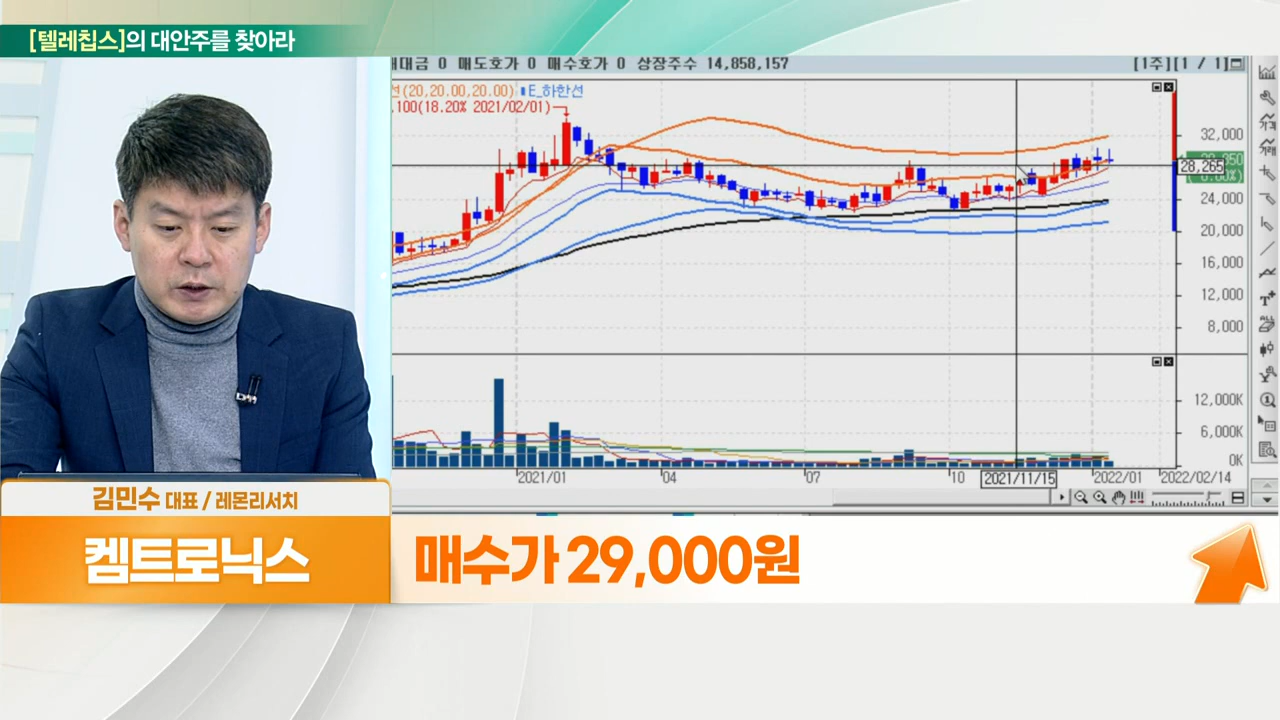 [텔레칩스]의 대안주를 찾아라
대금 0 매도호가 0 매수호가 0 상장주수 14,858,157
[1주][1 / 1]
(20,20.00,20.00) E_하한선
.100(18.20% 2021/02/01)
32,000
28,265
24,000
20,000
16,000
12,000
8,000
12,000K
6,000K
0K
2021/01
04
07
10
2021/11/15
2022/01
2022/02/14
김민수 대표 / 레몬리서치
켐트로닉스
매수가 29,000원